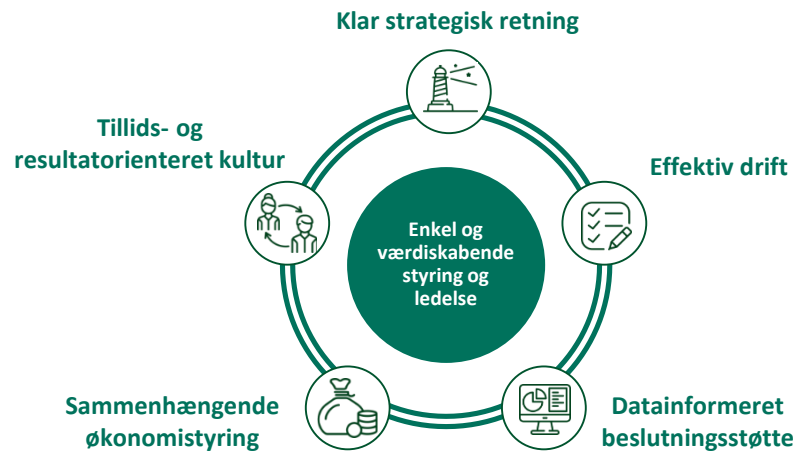 Klar strategisk retning
Tillids- og
resultatorienteret kultur
Effektiv drift
Enkel og
værdiskabende
styring og
ledelse
Sammenhængende
økonomistyring
Datainformeret
beslutningsstøtte